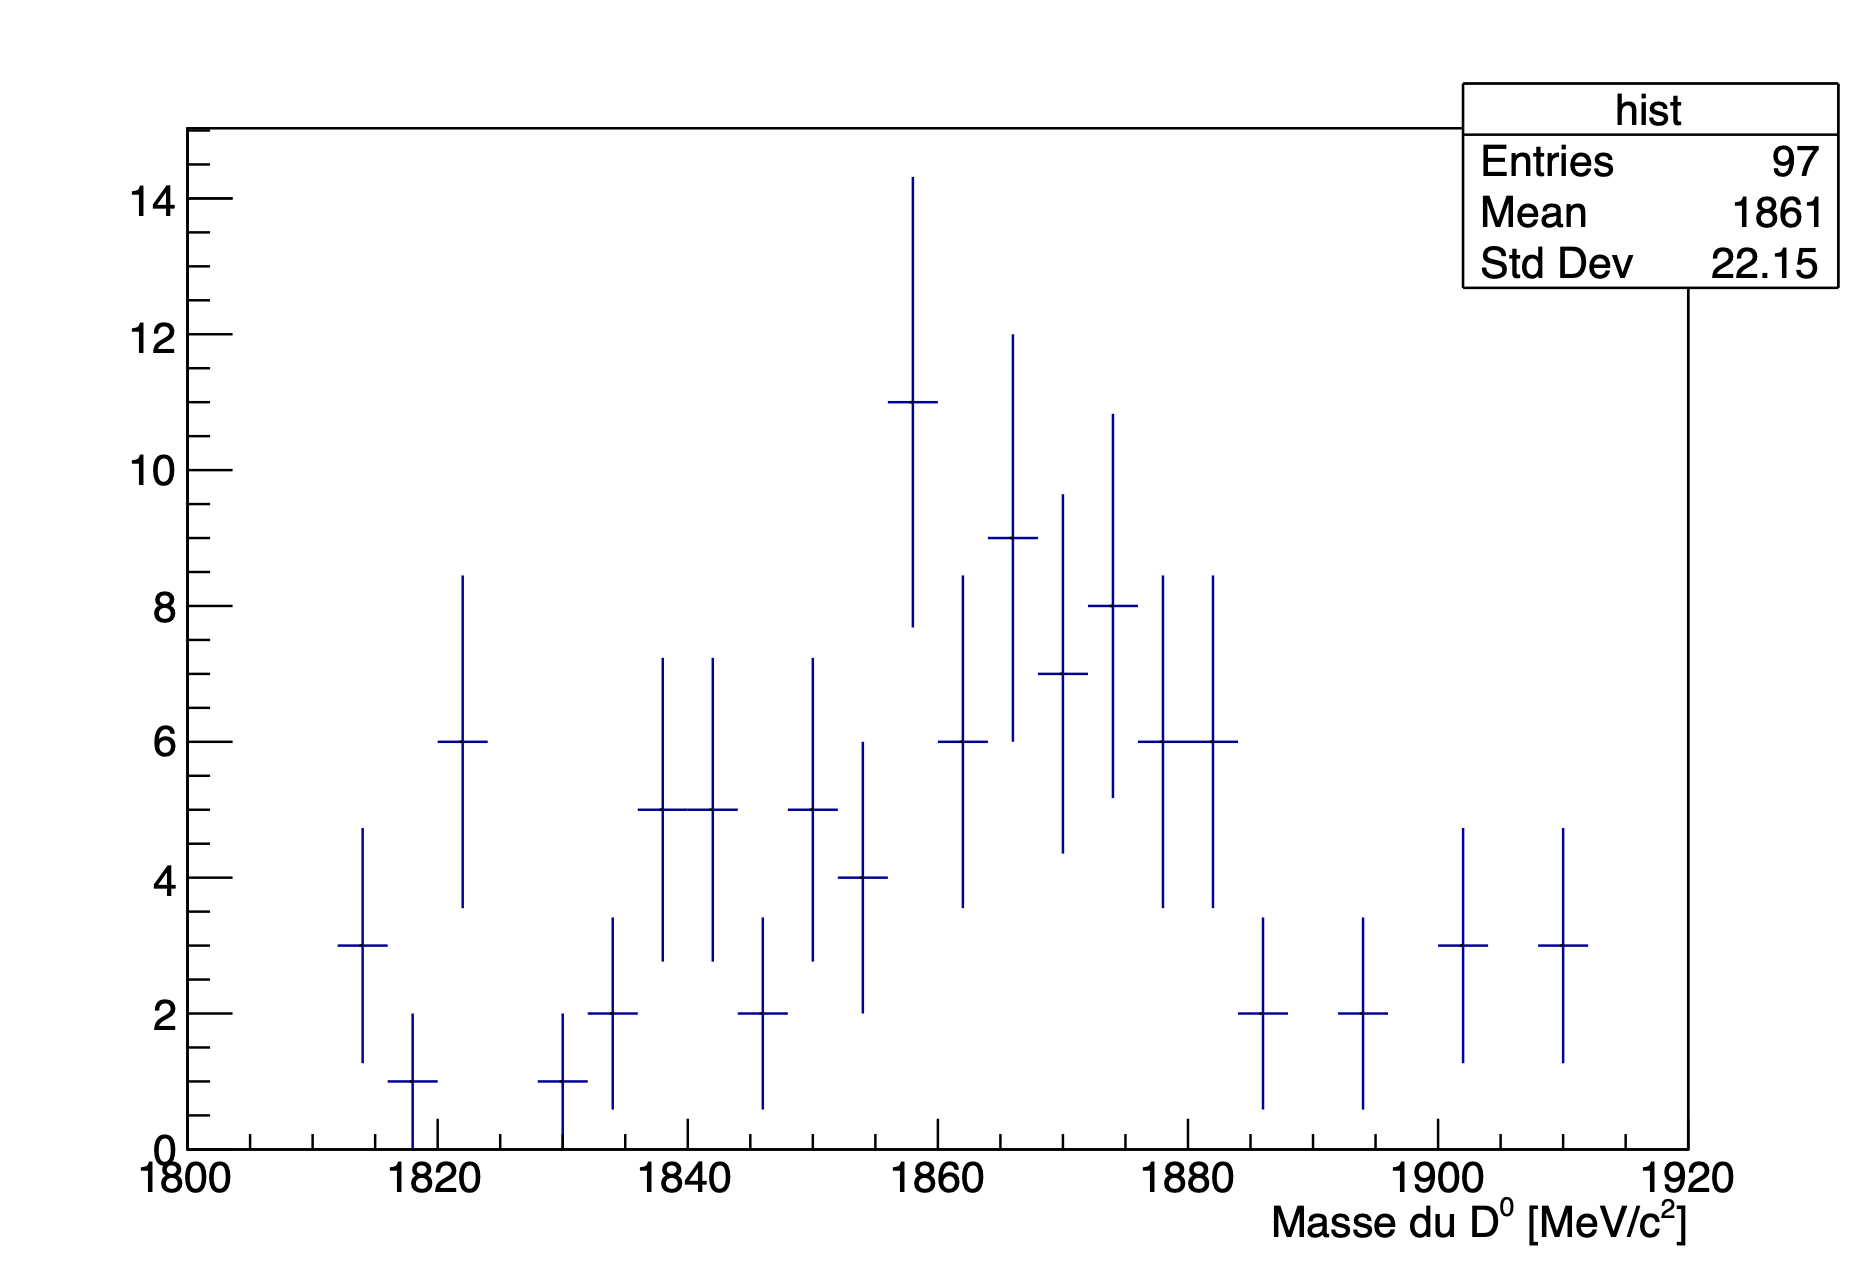 hist
Entries 97
Mean 1861
Std Dev 22.15
14
12
10
8
6
4
2
0
1800 1820 1840 1860 1880 1900 1920
Masse du D⁰ [MeV/c²]